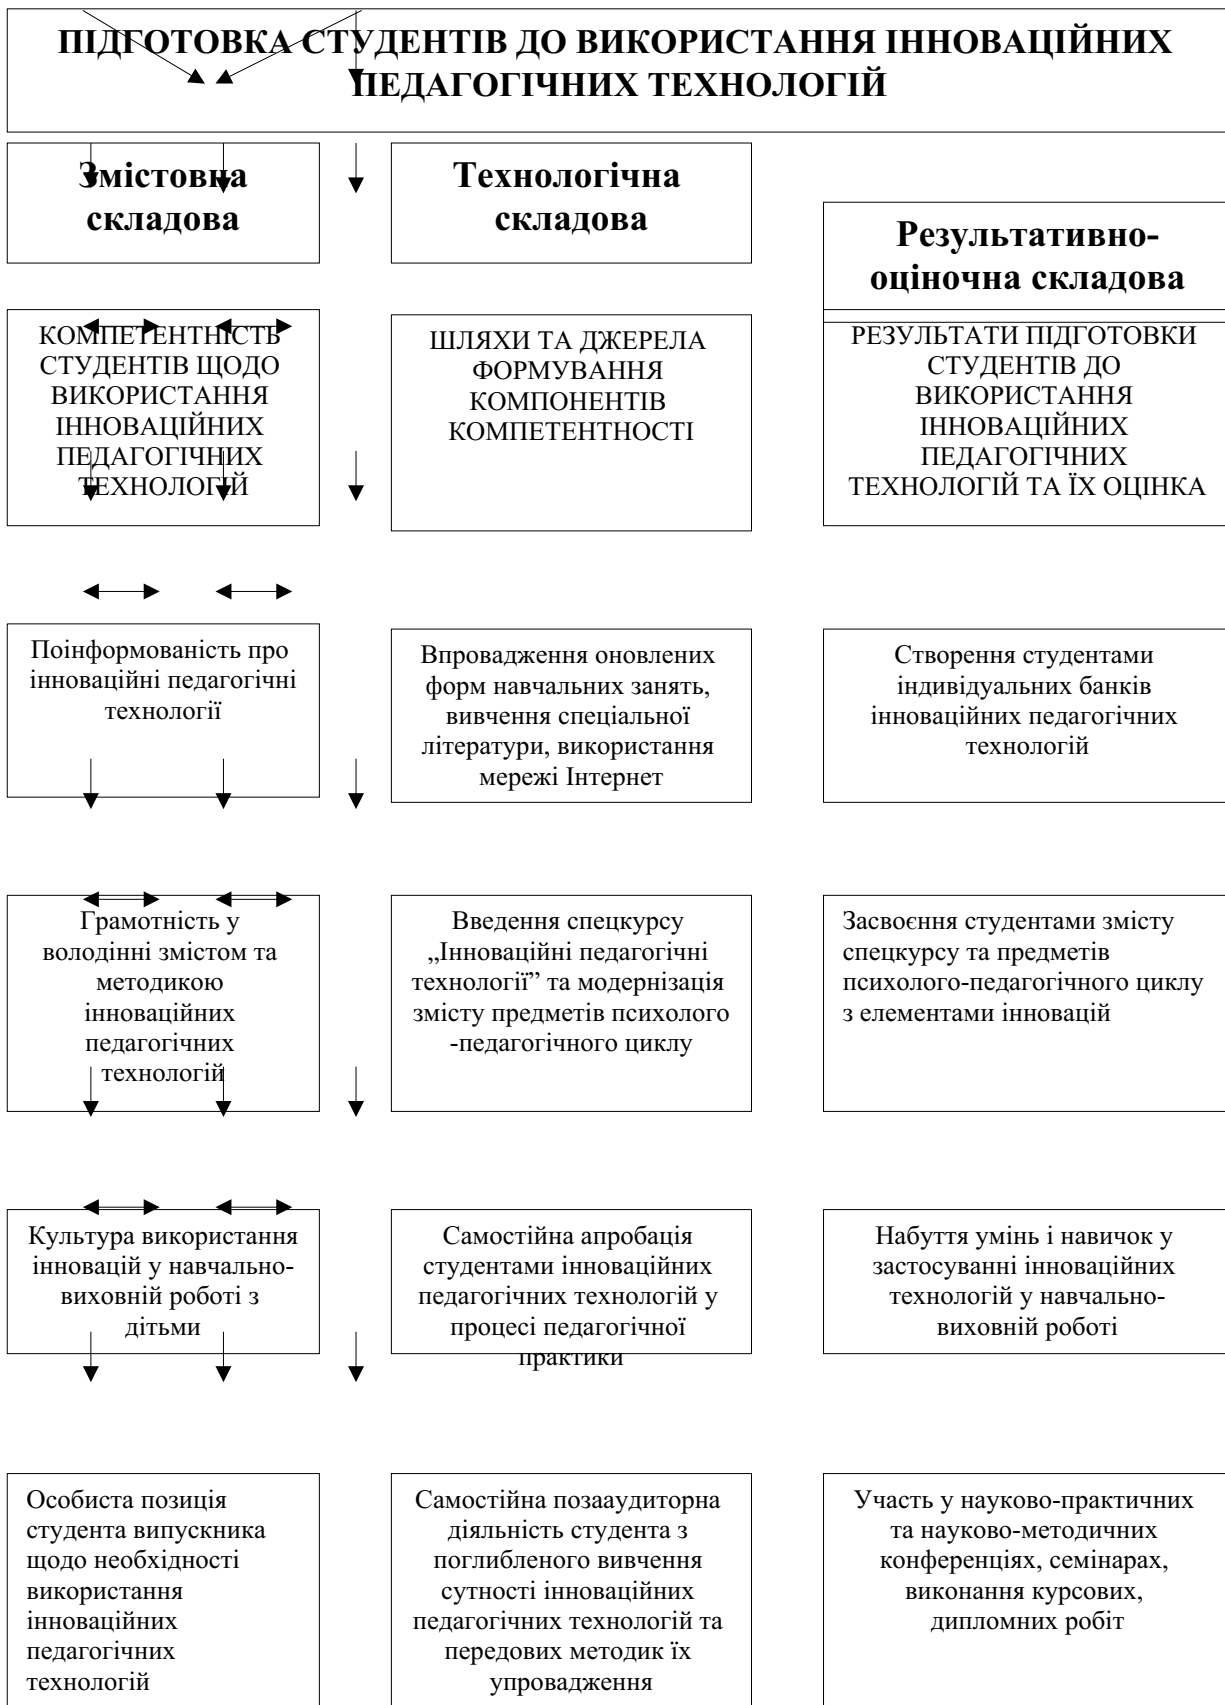 ПІДГОТОВКА СТУДЕНТІВ ДО ВИКОРИСТАННЯ ІННОВАЦІЙНИХ
ПЕДАГОГІЧНИХ ТЕХНОЛОГІЙ
Змістовна
складова
Технологічна
складова
Результативно-
оціночна складова
КОМПЕТЕНТНІСТЬ
СТУДЕНТІВ ЩОДО
ВИКОРИСТАННЯ
ІННОВАЦІЙНИХ
ПЕДАГОГІЧНИХ
ТЕХНОЛОГІЙ
ШЛЯХИ ТА ДЖЕРЕЛА
ФОРМУВАННЯ
КОМПОНЕНТІВ
КОМПЕТЕНТНОСТІ
РЕЗУЛЬТАТИ ПІДГОТОВКИ
СТУДЕНТІВ ДО
ВИКОРИСТАННЯ
ІННОВАЦІЙНИХ
ПЕДАГОГІЧНИХ
ТЕХНОЛОГІЙ ТА ЇХ ОЦІНКА
Поінформованість про
інноваційні педагогічні
технології
Впровадження оновлених
форм навчальних занять,
вивчення спеціальної
літератури, використання
мережі Інтернет
Створення студентами
індивідуальних банків
інноваційних педагогічних
технологій
Грамотність у
володінні змістом та
методикою
інноваційних
педагогічних
технологій
Введення спецкурсу
„Інноваційні педагогічні
технології” та модернізація
змісту предметів психолого
-педагогічного циклу
Засвоєння студентами змісту
спецкурсу та предметів
психолого-педагогічного циклу
з елементами інновацій
Культура використання
інновацій у навчально-
виховній роботі з
дітьми
Самостійна апробація
студентами інноваційних
педагогічних технологій у
процесі педагогічної
практики
Набуття умінь і навичок у
застосуванні інноваційних
технологій у навчально-
виховній роботі
Особиста позиція
студента випускника
щодо необхідності
використання
інноваційних
педагогічних
технологій
Самостійна позааудиторна
діяльність студента з
поглибленого вивчення
сутності інноваційних
педагогічних технологій та
передових методик їх
упровадження
Участь у науково-практичних
та науково-методичних
конференціях, семінарах,
виконання курсових,
дипломних робіт